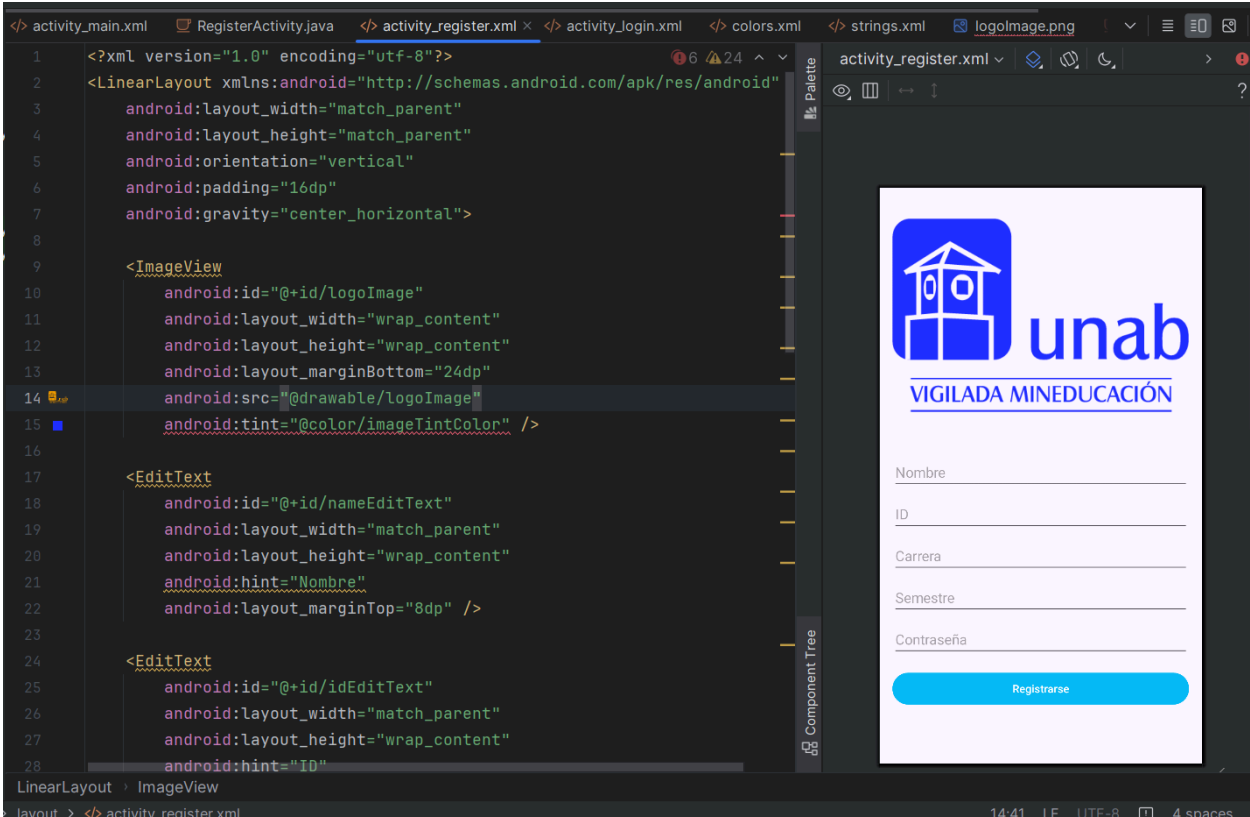 activity_main.xml RegisterActivity.java activity_register.xml activity_login.xml colors.xml strings.xml logoImage.png
1 <?xml version="1.0" encoding="utf-8"?> 6 24
2 <LinearLayout xmlns:android="http://schemas.android.com/apk/res/android"
3 android:layout_width="match_parent"
4 android:layout_height="match_parent"
5 android:orientation="vertical"
6 android:padding="16dp"
7 android:gravity="center_horizontal">
8
9 <ImageView
10 android:id="@+id/logoImage"
11 android:layout_width="wrap_content"
12 android:layout_height="wrap_content"
13 android:layout_marginBottom="24dp"
14 android:src="@drawable/logoImage"
15 android:tint="@color/imageTintColor" />
16
17 <EditText
18 android:id="@+id/nameEditText"
19 android:layout_width="match_parent"
20 android:layout_height="wrap_content"
21 android:hint="Nombre"
22 android:layout_marginTop="8dp" />
23
24 <EditText
25 android:id="@+id/idEditText"
26 android:layout_width="match_parent"
27 android:layout_height="wrap_content"
28 android:hint="ID"
Palette
Component Tree
activity_register.xml
?
unab
VIGILADA MINEDUCACIÓN
Nombre
ID
Carrera
Semestre
Contraseña
Registrarse
LinearLayout › ImageView
layout > activity_register.xml 14:41 LF UTF-8 4 spaces